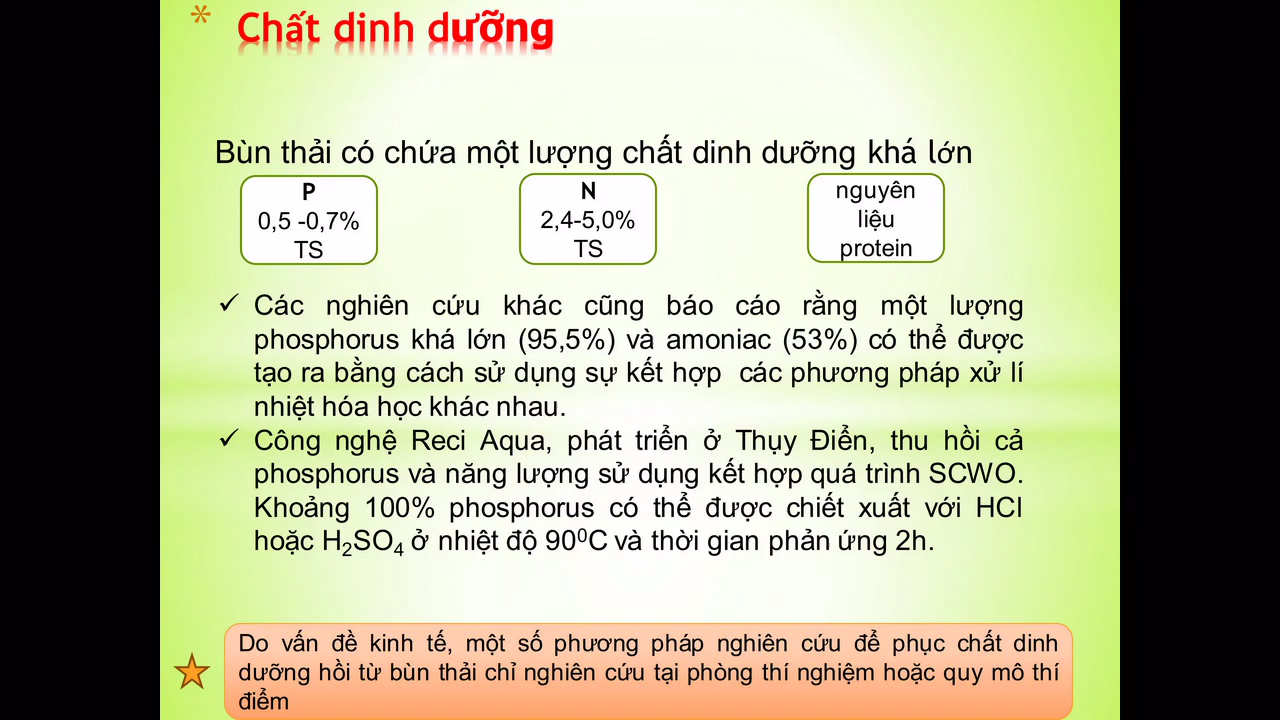 * Chất dinh dưỡng
Bùn thải có chứa một lượng chất dinh dưỡng khá lớn
P
0,5 -0,7%
TS
N
2,4-5,0%
TS
nguyên
liệu
protein
✓ Các nghiên cứu khác cũng báo cáo rằng một lượng
phosphorus khá lớn (95,5%) và amoniac (53%) có thể được
tạo ra bằng cách sử dụng sự kết hợp các phương pháp xử lí
nhiệt hóa học khác nhau.
✓ Công nghệ Reci Aqua, phát triển ở Thụy Điển, thu hồi cả
phosphorus và năng lượng sử dụng kết hợp quá trình SCWO.
Khoảng 100% phosphorus có thể được chiết xuất với HCl
hoặc H₂SO₄ ở nhiệt độ 90⁰C và thời gian phản ứng 2h.
Do vấn đề kinh tế, một số phương pháp nghiên cứu để phục chất dinh
dưỡng hồi từ bùn thải chỉ nghiên cứu tại phòng thí nghiệm hoặc quy mô thí
điểm